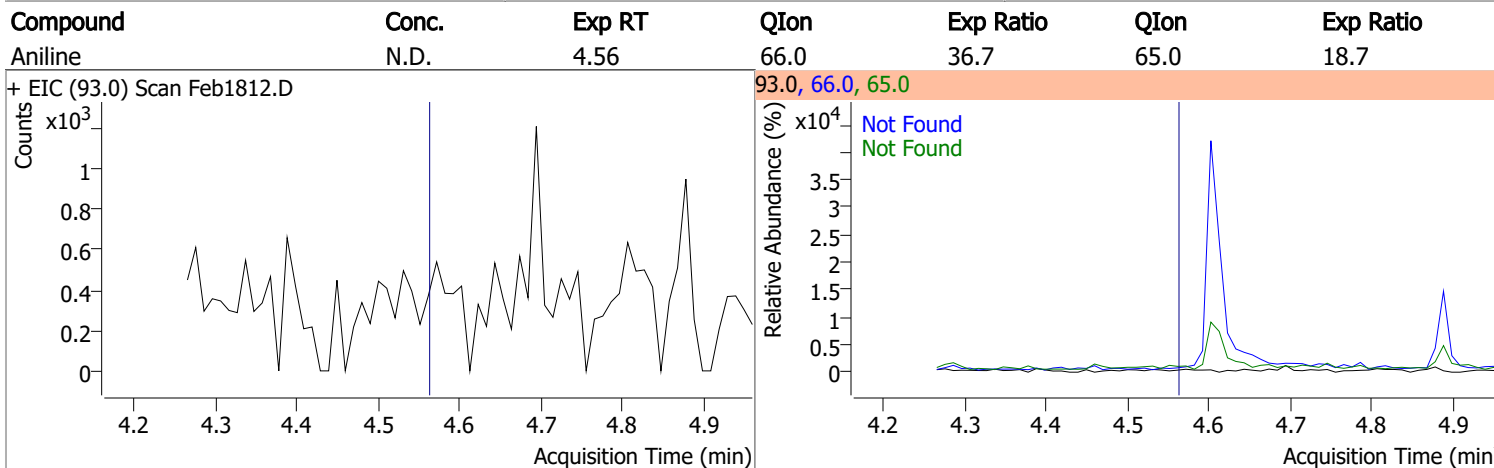 Compound Conc. Exp RT QIon Exp Ratio QIon Exp Ratio
Aniline N.D. 4.56 66.0 36.7 65.0 18.7
+ EIC (93.0) Scan Feb1812.D
Counts
x10³
1
0.8
0.6
0.4
0.2
0
4.2 4.3 4.4 4.5 4.6 4.7 4.8 4.9
Acquisition Time (min)
93.0, 66.0, 65.0
Relative Abundance (%)
x10⁴
Not Found
Not Found
3.5
3
2.5
2
1.5
1
0.5
0
4.2 4.3 4.4 4.5 4.6 4.7 4.8 4.9
Acquisition Time (min